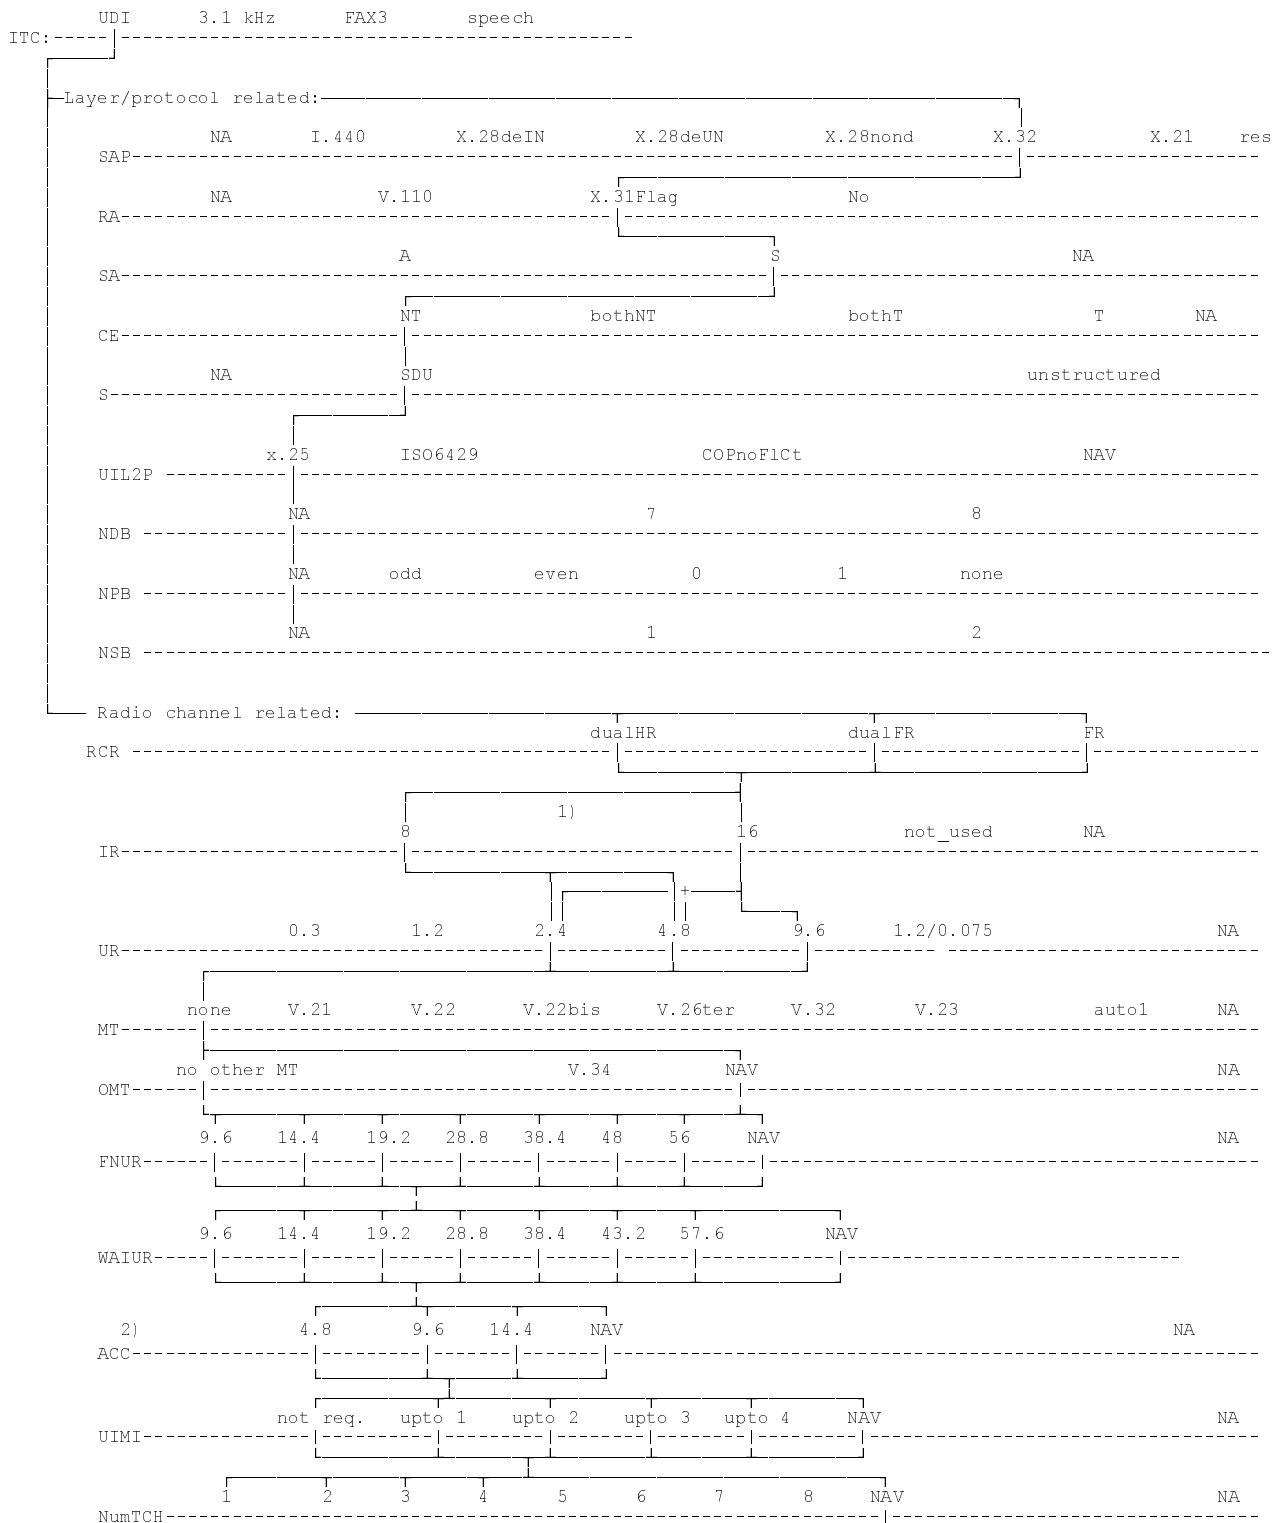 UDI 3.1 kHz FAX3 speech
ITC:
Layer/protocol related:
NA I.440 X.28deIN X.28deUN X.28nond X.32 X.21 res
SAP
NA V.110 X.31Flag No
RA
A S NA
SA
NT bothNT bothT T NA
CE
NA SDU unstructured
S
x.25 ISO6429 COPnoFlCt NAV
UIL2P
NA 7 8
NDB
NA odd even 0 1 none
NPB
NA 1 2
NSB
Radio channel related:
dualHR dualFR FR
RCR
1)
8 16 not_used NA
IR
+
0.3 1.2 2.4 4.8 9.6 1.2/0.075 NA
UR
none V.21 V.22 V.22bis V.26ter V.32 V.23 auto1 NA
MT
no other MT V.34 NAV NA
OMT
9.6 14.4 19.2 28.8 38.4 48 56 NAV NA
FNUR
9.6 14.4 19.2 28.8 38.4 43.2 57.6 NAV
WAIUR
2) 4.8 9.6 14.4 NAV NA
ACC
not req. upto 1 upto 2 upto 3 upto 4 NAV NA
UIMI
1 2 3 4 5 6 7 8 NAV NA
NumTCH